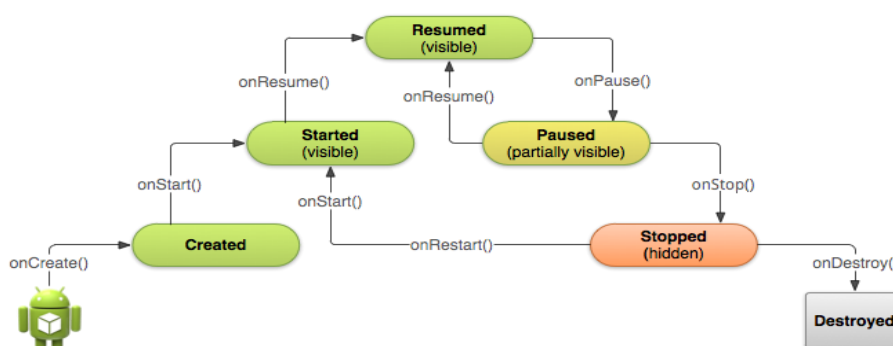 Resumed
(visible)
onResume()
onResume()
onPause()
Started
(visible)
Paused
(partially visible)
onStart()
onStart()
onStop()
Created
onRestart()
Stopped
(hidden)
onCreate()
onDestroy(
Destroyed